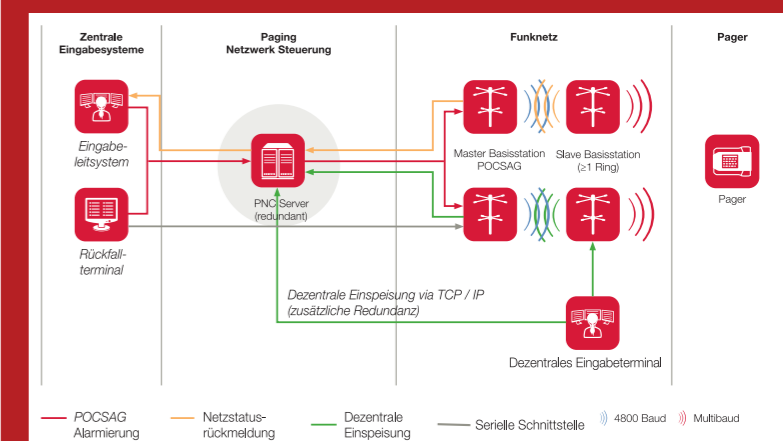 Zentrale
Eingabesysteme
Paging
Netzwerk Steuerung
Funknetz
Pager
Eingabe-
leitsystem
Rückfall-
terminal
PNC Server
(redundant)
Master Basisstation
POCSAG
Slave Basisstation
(≥1 Ring)
Pager
Dezentrale Einspeisung via TCP / IP
(zusätzliche Redundanz)
Dezentrales Eingabeterminal
POCSAG
Alarmierung
Netzstatus-
rückmeldung
Dezentrale
Einspeisung
Serielle Schnittstelle
4800 Baud
Multibaud